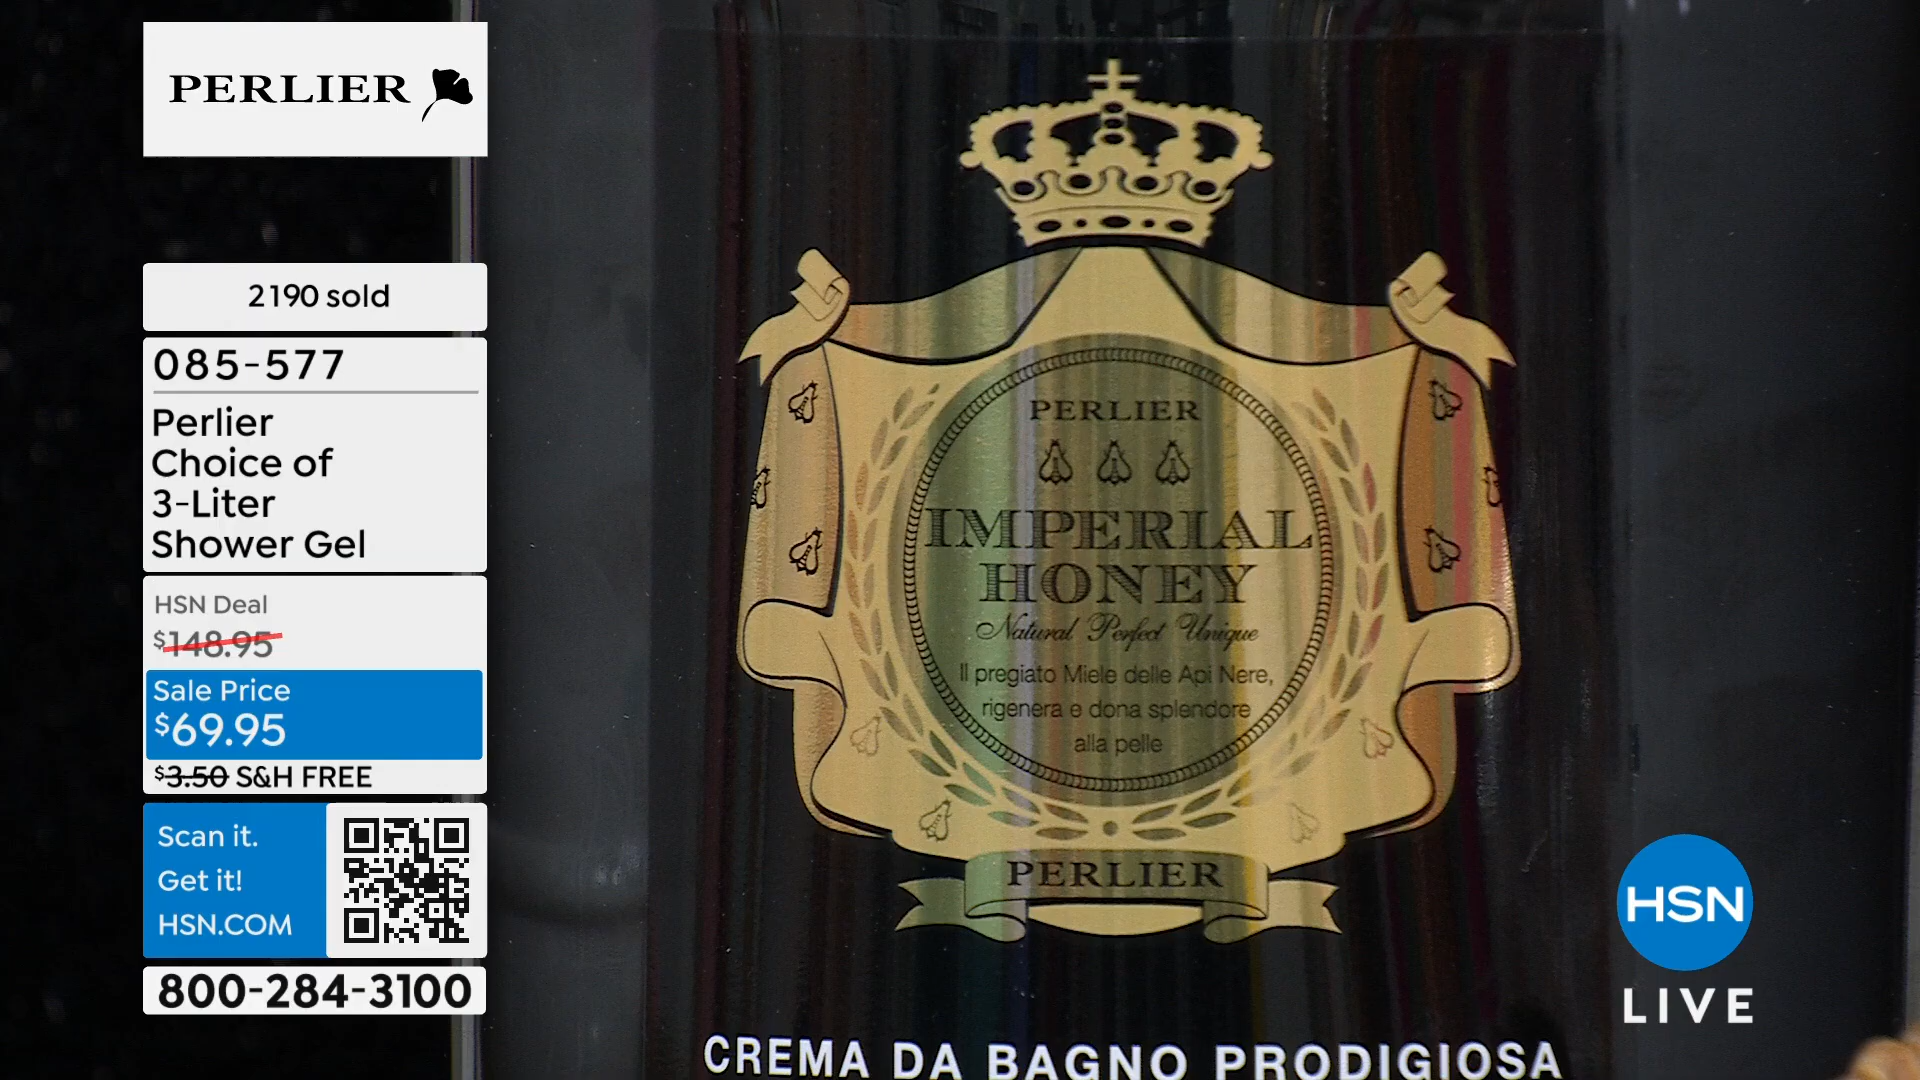 PERLIER
2190 sold
085-577
Perlier
Choice of
3-Liter
Shower Gel
HSN Deal
$148.95
Sale Price
$69.95
$3.50 S&H FREE
Scan it.
Get it!
HSN.COM
800-284-3100
PERLIER
IMPERIAL
HONEY
Natural Perfect Unique
Il pregiato Miele delle Api Nere,
rigenera e dona splendore
alla pelle
PERLIER
CREMA DA BAGNO PRODIGIOSA
HSN
LIVE